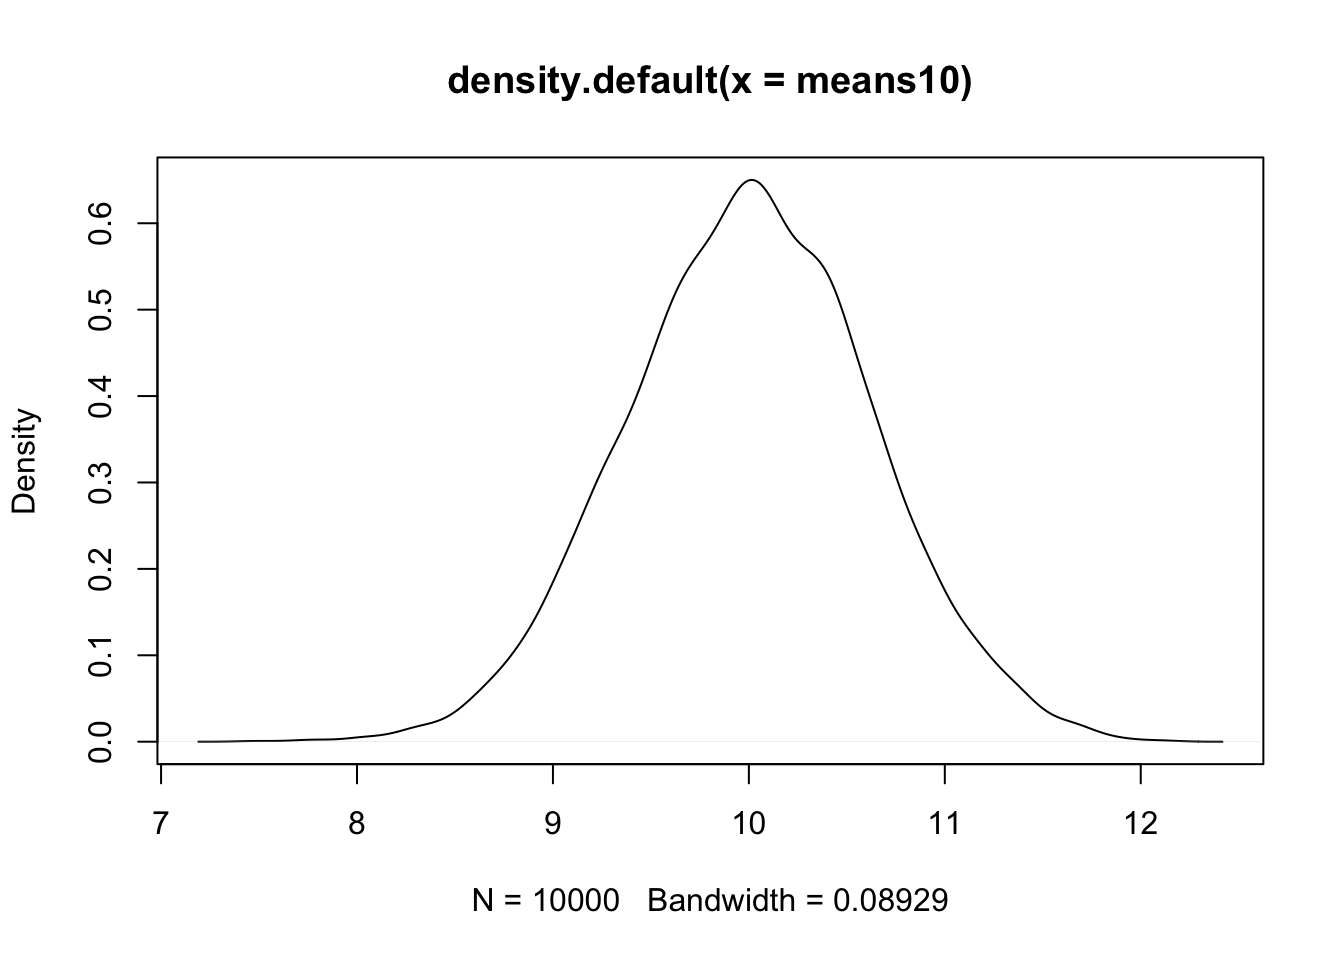 density.default(x = means10)
Density
0.0 0.1 0.2 0.3 0.4 0.5 0.6
7 8 9 10 11 12
N = 10000 Bandwidth = 0.08929